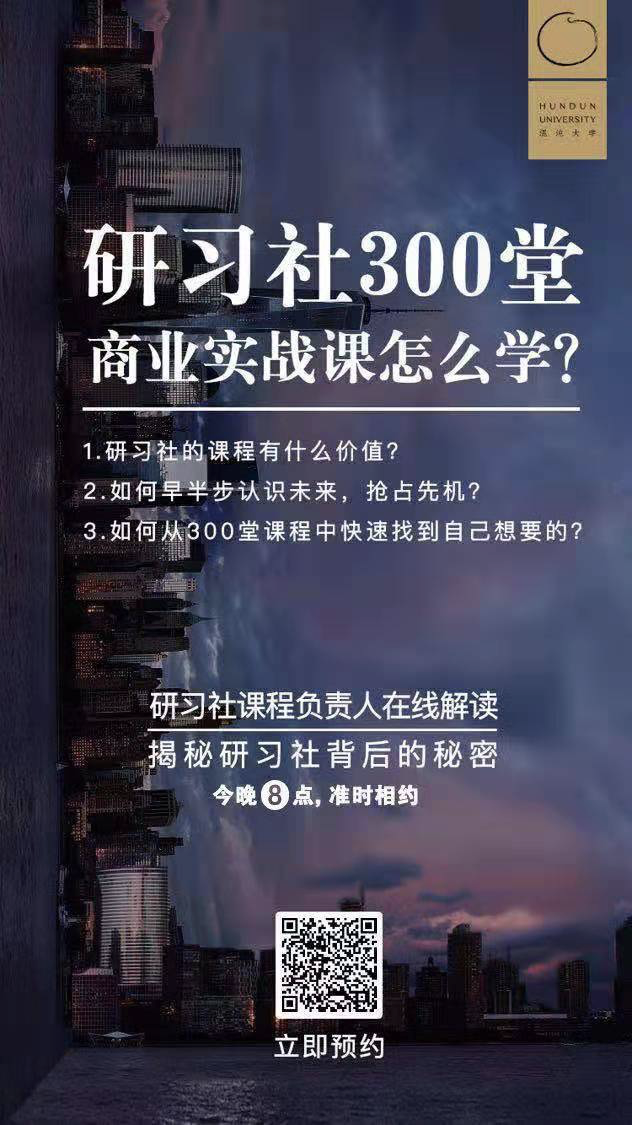 HUNDUN
UNIVERSITY
混沌大学
研习社300堂
商业实战课怎么学?
1.研习社的课程有什么价值?
2.如何早半步认识未来，抢占先机?
3.如何从300堂课程中快速找到自己想要的?
研习社课程负责人在线解读
揭秘研习社背后的秘密
今晚8点, 准时相约
立即预约